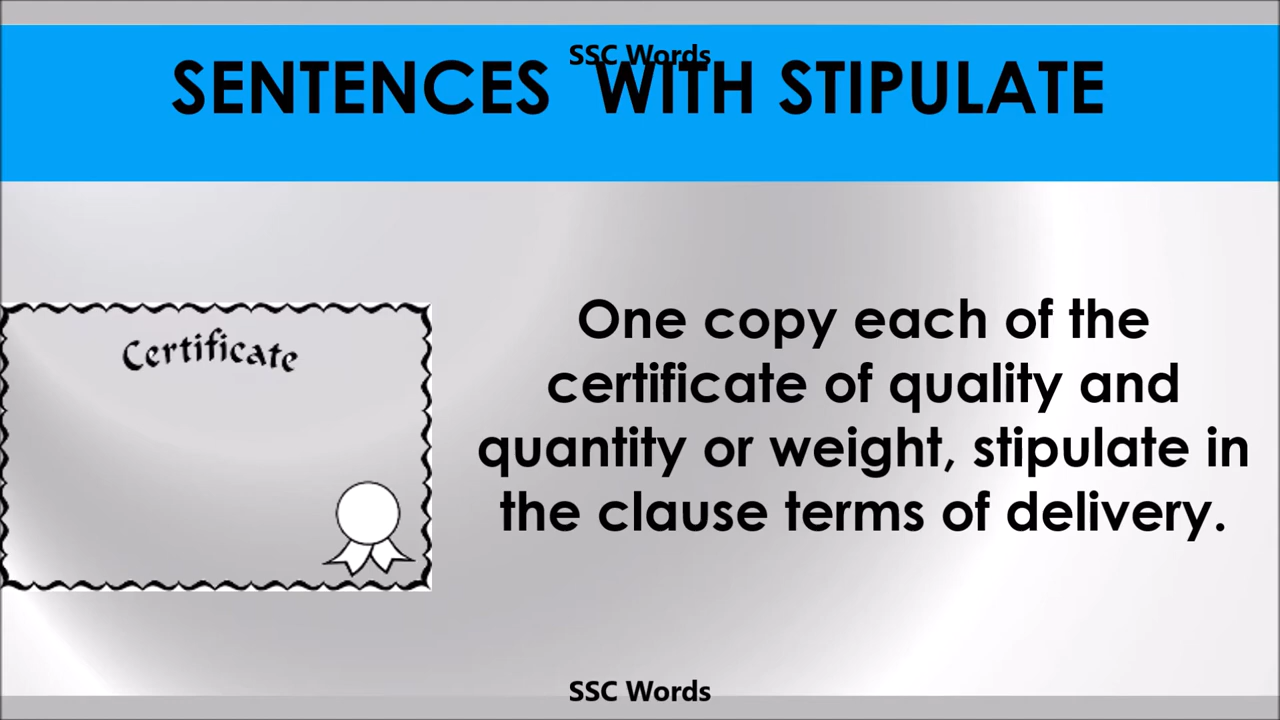 SSC Words
SENTENCES WITH STIPULATE
Certificate
One copy each of the
certificate of quality and
quantity or weight, stipulate in
the clause terms of delivery.
SSC Words